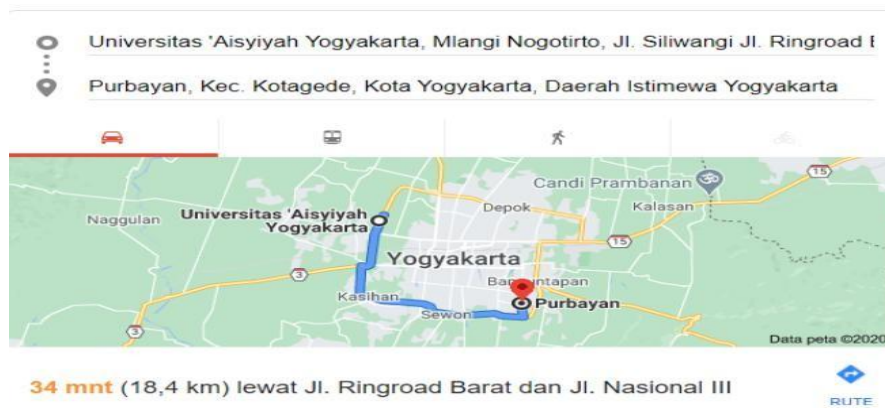 Universitas 'Aisyiyah Yogyakarta, Mlangi Nogotirto, Jl. Siliwangi Jl. Ringroad
Purbayan, Kec. Kotagede, Kota Yogyakarta, Daerah Istimewa Yogyakarta
Candi Prambanan
15
Naggulan
Universitas 'Aisyiyah
Yogyakarta
Depok
Kalasan
15
Yogyakarta
3
Kasihan
Purbayan
Sewon
3
Data peta ©2020
34 mnt (18,4 km) lewat Jl. Ringroad Barat dan Jl. Nasional III
RUTE